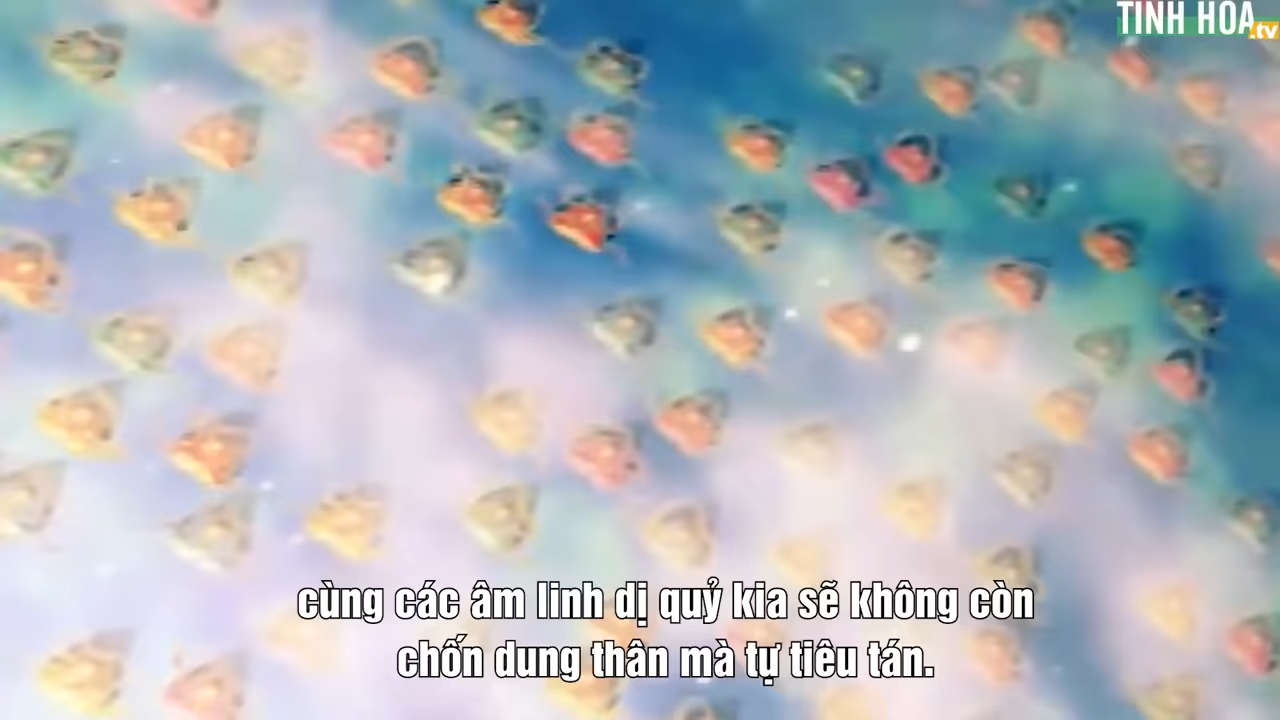 TINH HOA
.tv
cùng các âm linh dị quỷ kia sẽ không còn
chốn dung thân mà tự tiêu tán.